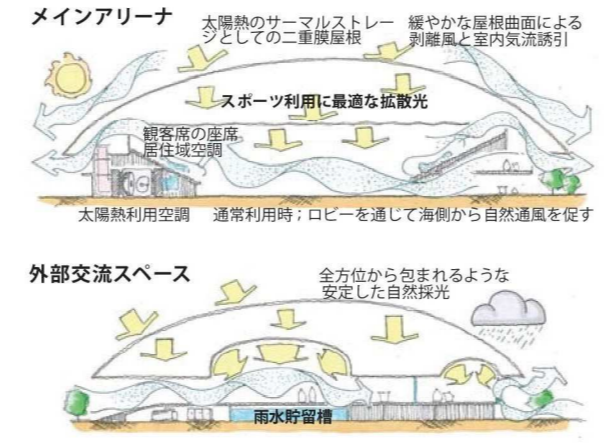 メインアリーナ
太陽熱のサーマルストレー
ジとしての二重膜屋根
緩やかな屋根曲面による
剥離風と室内気流誘引
スポーツ利用に最適な拡散光
観客席の座席
居住域空調
太陽熱利用空調
通常利用時；ロビーを通じて海側から自然通風を促す
外部交流スペース
全方位から包まれるような
安定した自然採光
雨水貯留槽